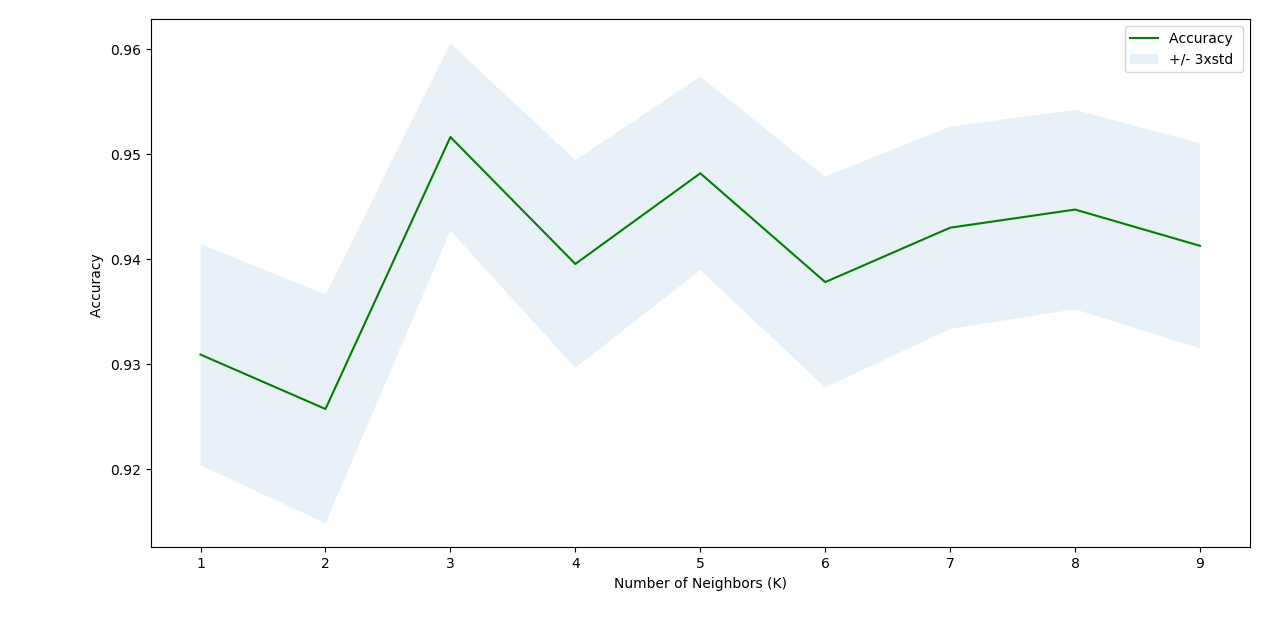 Accuracy
+/- 3xstd
0.96
0.95
0.94
0.93
0.92
Accuracy
1 2 3 4 5 6 7 8 9
Number of Neighbors (K)